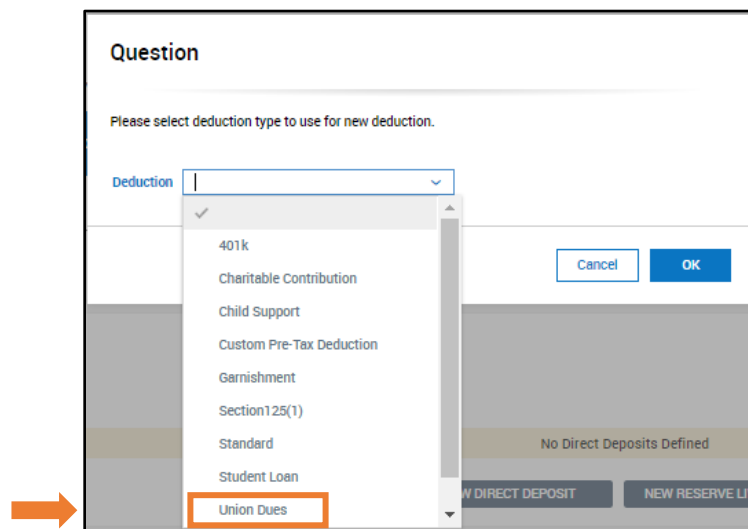 Question
Please select deduction type to use for new deduction.
Deduction
401k
Charitable Contribution
Child Support
Cancel
OK
Custom Pre-Tax Deduction
Garnishment
Section125(1)
Standard
No Direct Deposits Defined
Student Loan
W DIRECT DEPOSIT
NEW RESERVE LI
Union Dues